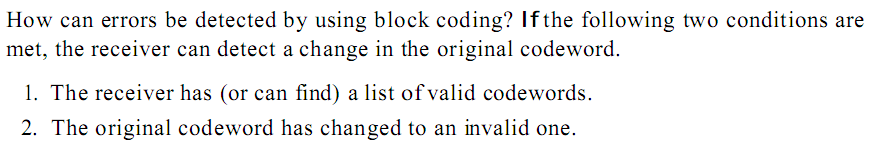 How can errors be detected by using block coding? If the following two conditions are
met, the receiver can detect a change in the original codeword.
1. The receiver has (or can find) a list of valid codewords.
2. The original codeword has changed to an invalid one.